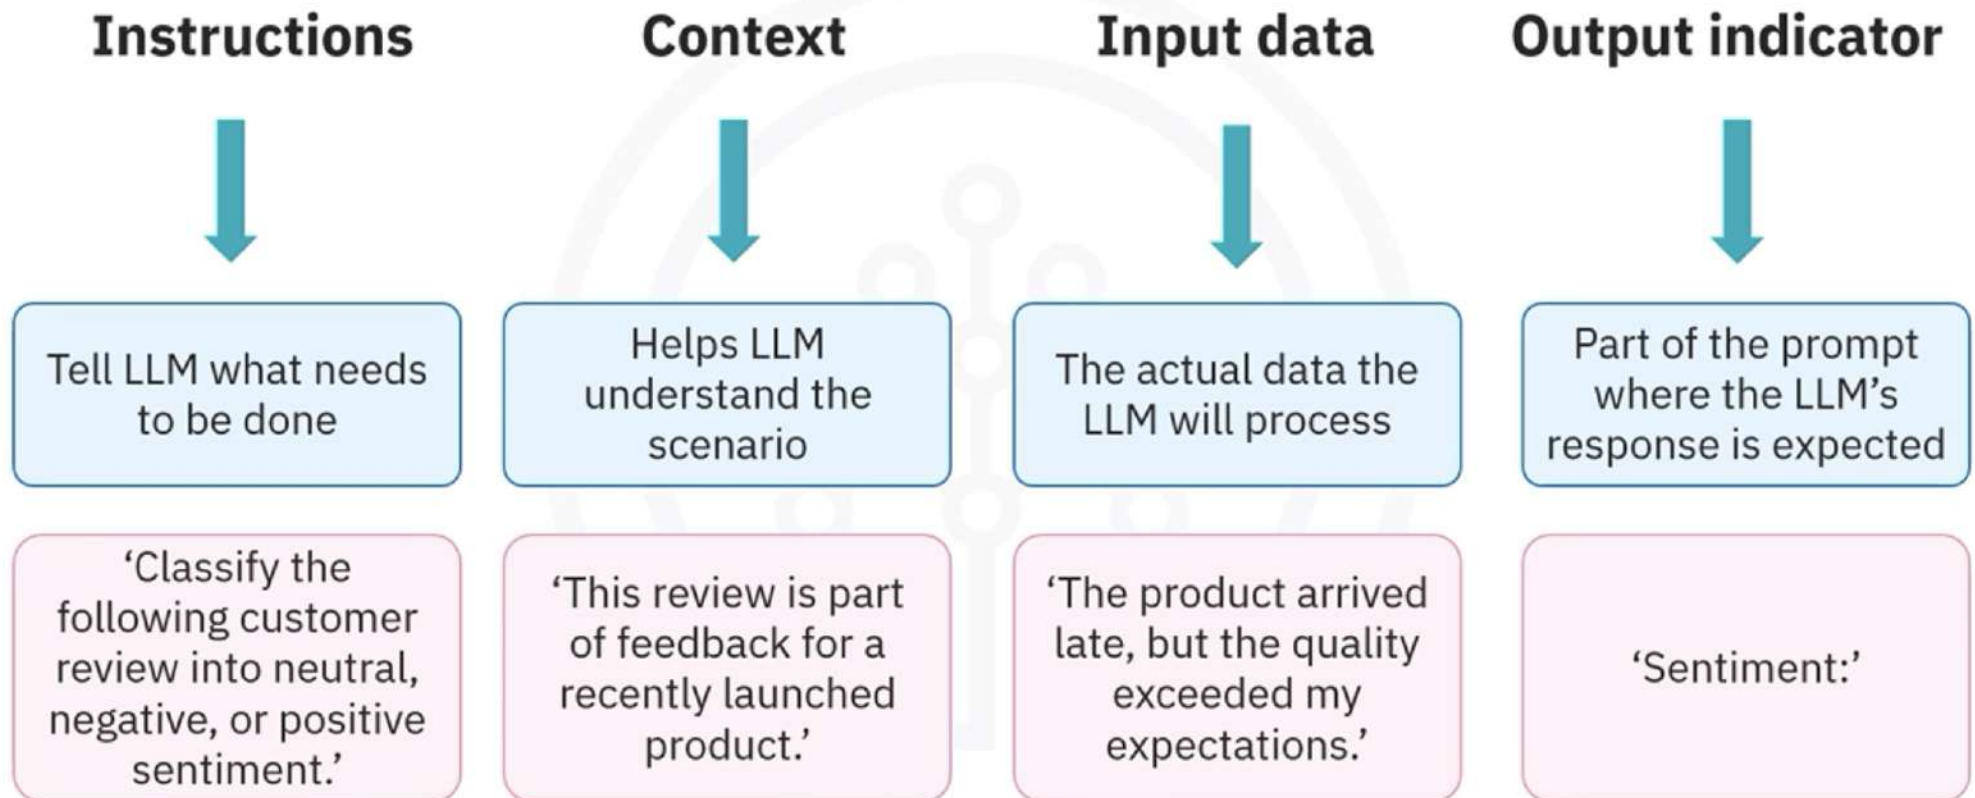 Instructions
Context
Input data
Output indicator
Tell LLM what needs
to be done
Helps LLM
understand the
scenario
The actual data the
LLM will process
Part of the prompt
where the LLM’s
response is expected
‘Classify the
following customer
review into neutral,
negative, or positive
sentiment.’
‘This review is part
of feedback for a
recently launched
product.’
‘The product arrived
late, but the quality
exceeded my
expectations.’
‘Sentiment:’